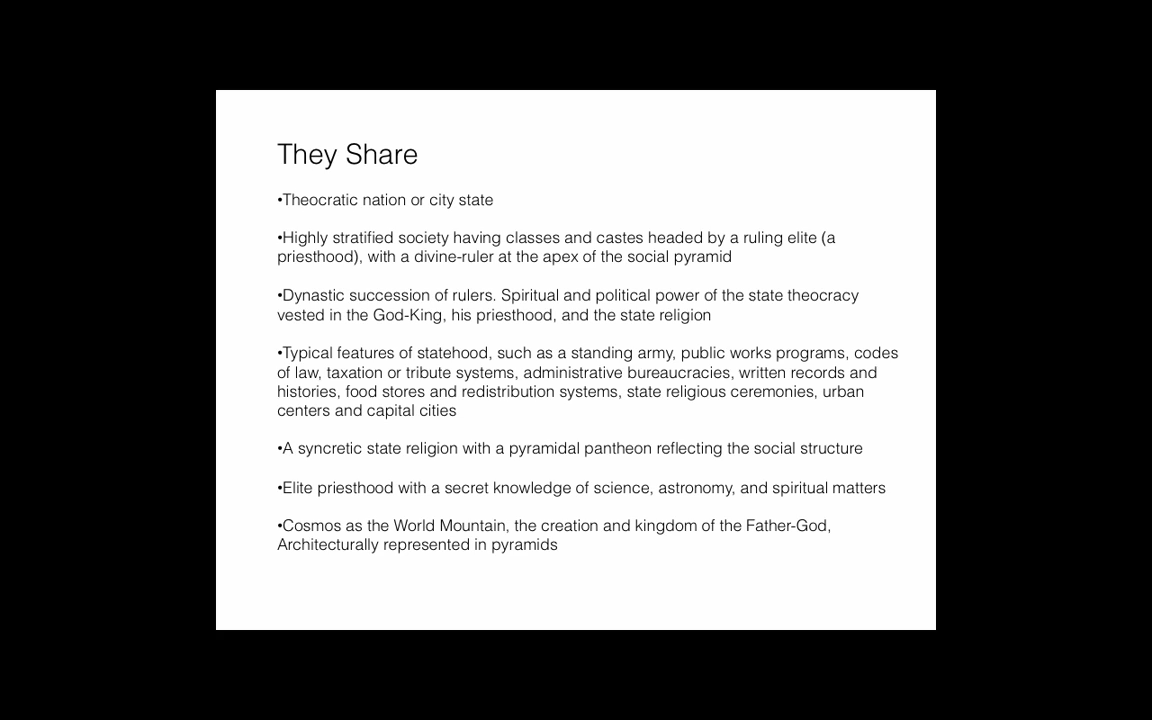 They Share
•Theocratic nation or city state
•Highly stratified society having classes and castes headed by a ruling elite (a
priesthood), with a divine-ruler at the apex of the social pyramid
•Dynastic succession of rulers. Spiritual and political power of the state theocracy
vested in the God-King, his priesthood, and the state religion
•Typical features of statehood, such as a standing army, public works programs, codes
of law, taxation or tribute systems, administrative bureaucracies, written records and
histories, food stores and redistribution systems, state religious ceremonies, urban
centers and capital cities
•A syncretic state religion with a pyramidal pantheon reflecting the social structure
•Elite priesthood with a secret knowledge of science, astronomy, and spiritual matters
•Cosmos as the World Mountain, the creation and kingdom of the Father-God,
Architecturally represented in pyramids